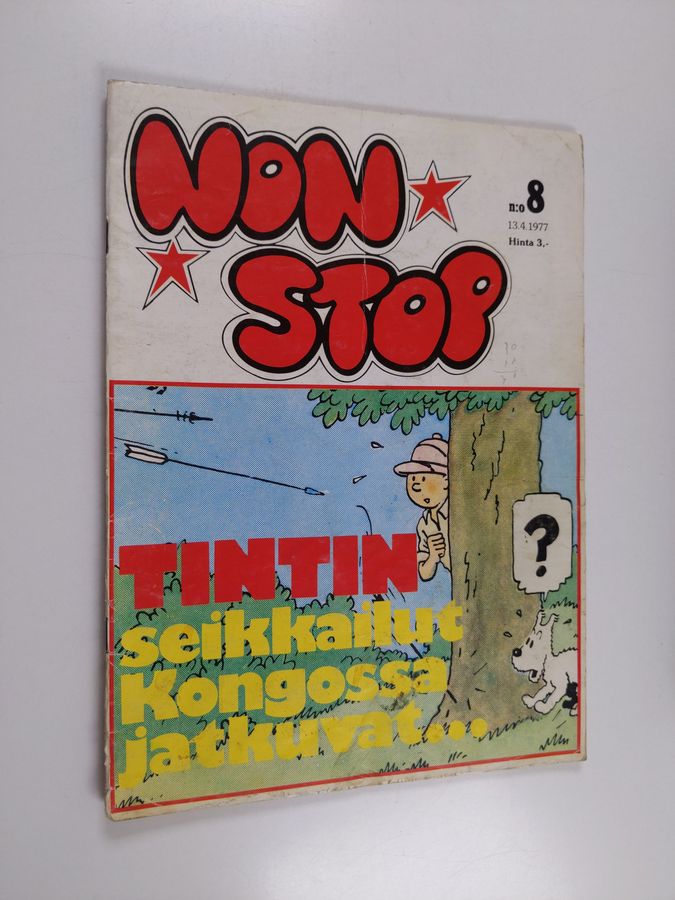 NON
STOP
n:o 8
13.4.1977
Hinta 3,-
TINTIN
seikkailut
Kongossa
jatkuvat...
?